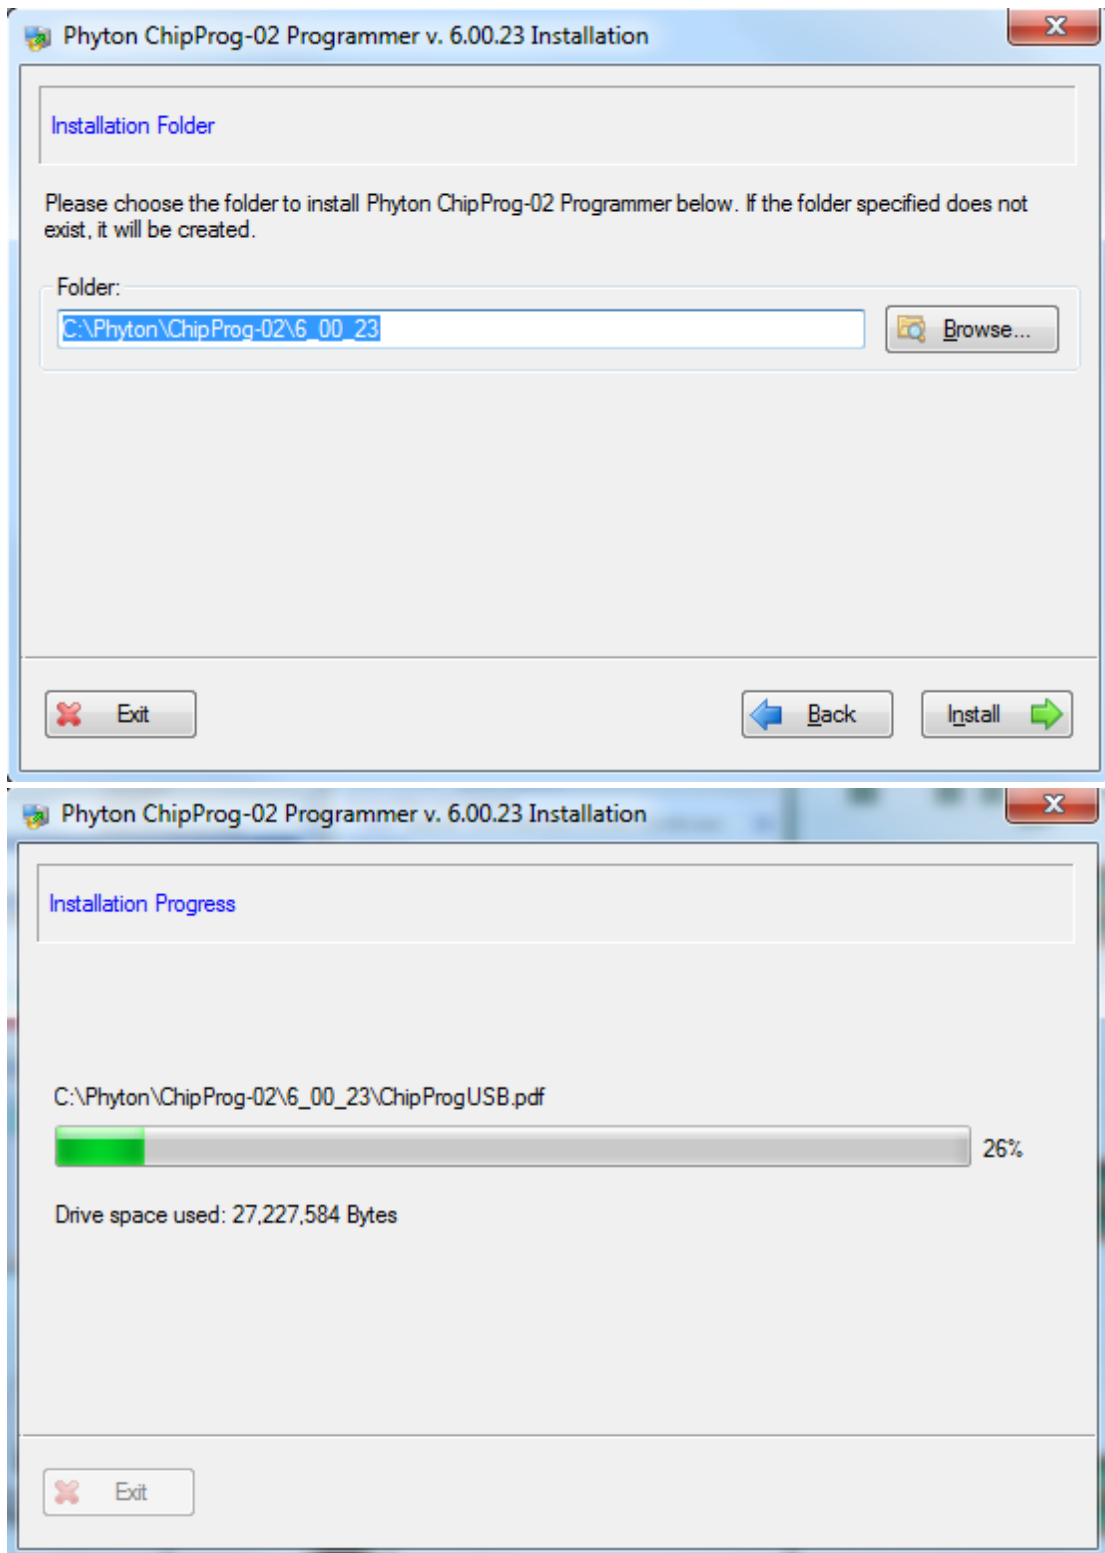 Phyton ChipProg-02 Programmer v. 6.00.23 Installation
Installation Folder
Please choose the folder to install Phyton ChipProg-02 Programmer below. If the folder specified does not
exist, it will be created.
Folder:
C:\Phyton\ChipProg-02\6_00_23
Browse...
Exit
Back
Install
Phyton ChipProg-02 Programmer v. 6.00.23 Installation
Installation Progress
C:\Phyton\ChipProg-02\6_00_23\ChipProgUSB.pdf
26%
Drive space used: 27,227,584 Bytes
Exit